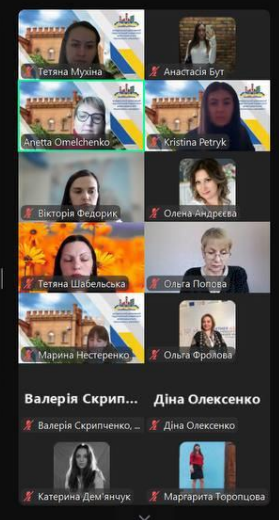 Тетяна Мухіна
Анастасія Бут
Anetta Omelchenko
Kristina Petryk
Вікторія Федорик
Олена Андрєєва
Тетяна Шабельська
Ольга Попова
Марина Нестеренко
Ольга Фролова
Валерія Скрип...
Діна Олексенко
Валерія Скрипченко, ...
Діна Олексенко
Катерина Дем'янчук
Маргарита Торопцова